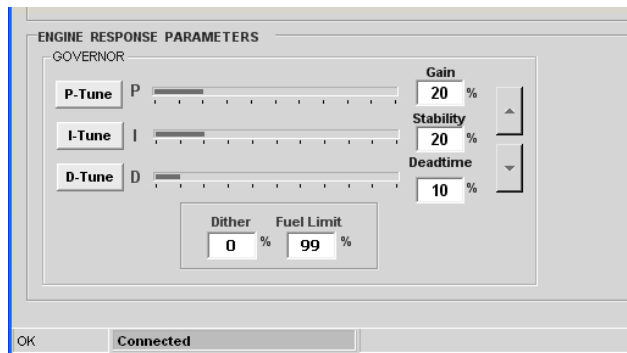 ENGINE RESPONSE PARAMETERS
GOVERNOR
Gain
P-Tune P 20 %
Stability
I-Tune I 20 %
Deadtime
D-Tune D 10 %
Dither Fuel Limit
0 % 99 %
OK Connected